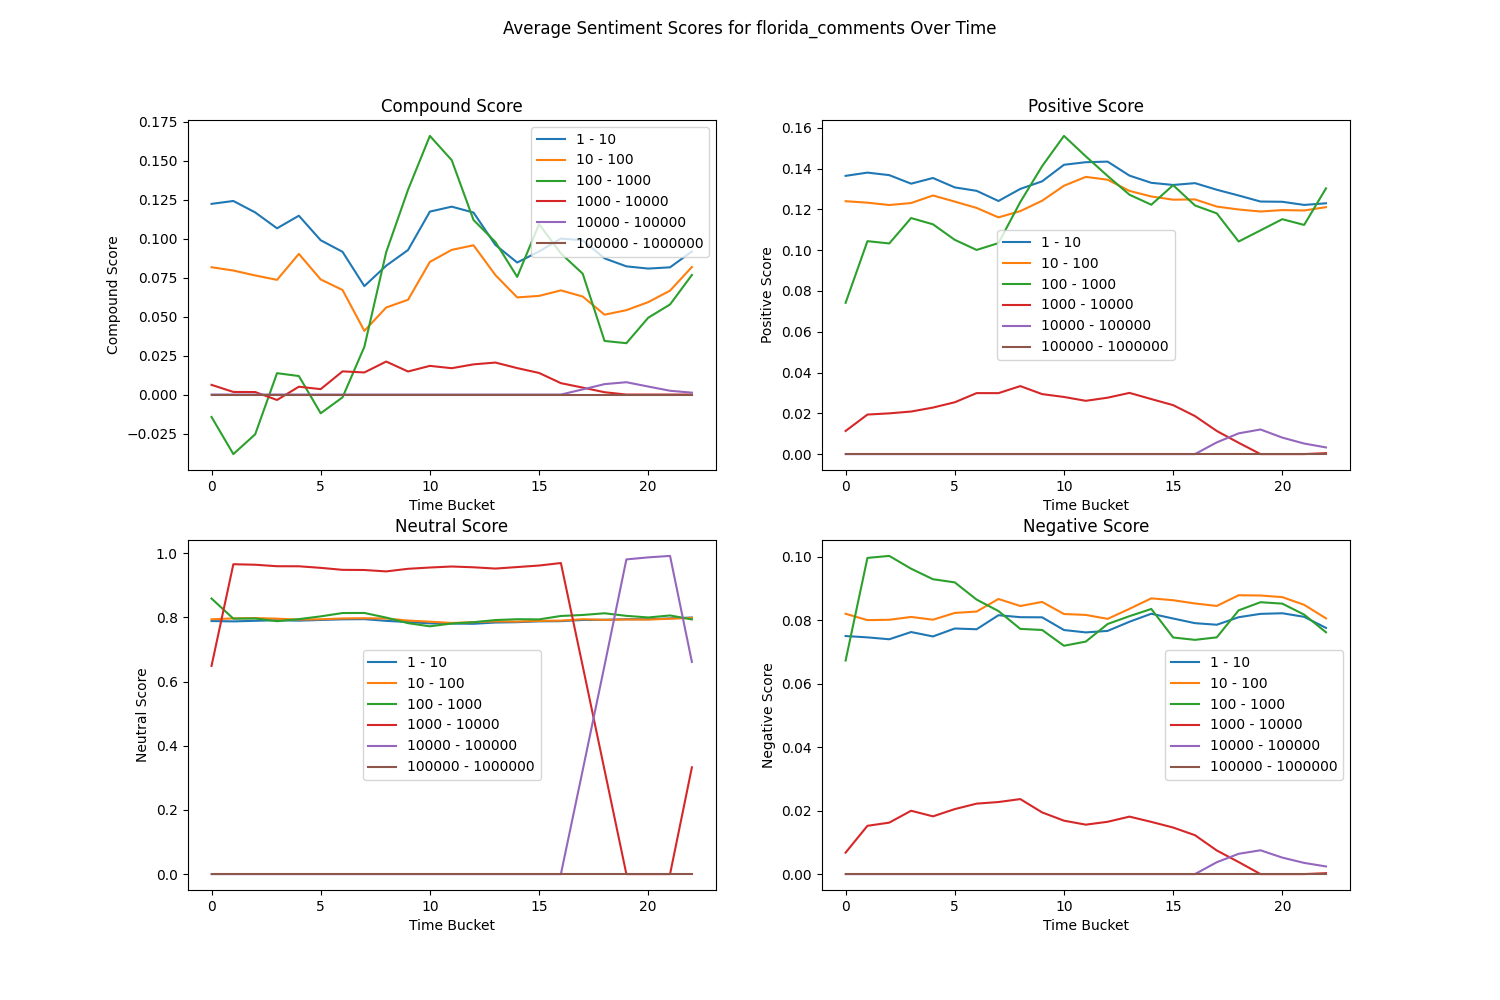 Average Sentiment Scores for florida_comments Over Time
Compound Score
Compound Score
0.175
0.150
0.125
0.100
0.075
0.050
0.025
0.000
−0.025
0 5 10 15 20
Time Bucket
1 - 10
10 - 100
100 - 1000
1000 - 10000
10000 - 100000
100000 - 1000000
Positive Score
Positive Score
0.16
0.14
0.12
0.10
0.08
0.06
0.04
0.02
0.00
0 5 10 15 20
Time Bucket
1 - 10
10 - 100
100 - 1000
1000 - 10000
10000 - 100000
100000 - 1000000
Neutral Score
Neutral Score
1.0
0.8
0.6
0.4
0.2
0.0
0 5 10 15 20
Time Bucket
1 - 10
10 - 100
100 - 1000
1000 - 10000
10000 - 100000
100000 - 1000000
Negative Score
Negative Score
0.10
0.08
0.06
0.04
0.02
0.00
0 5 10 15 20
Time Bucket
1 - 10
10 - 100
100 - 1000
1000 - 10000
10000 - 100000
100000 - 1000000